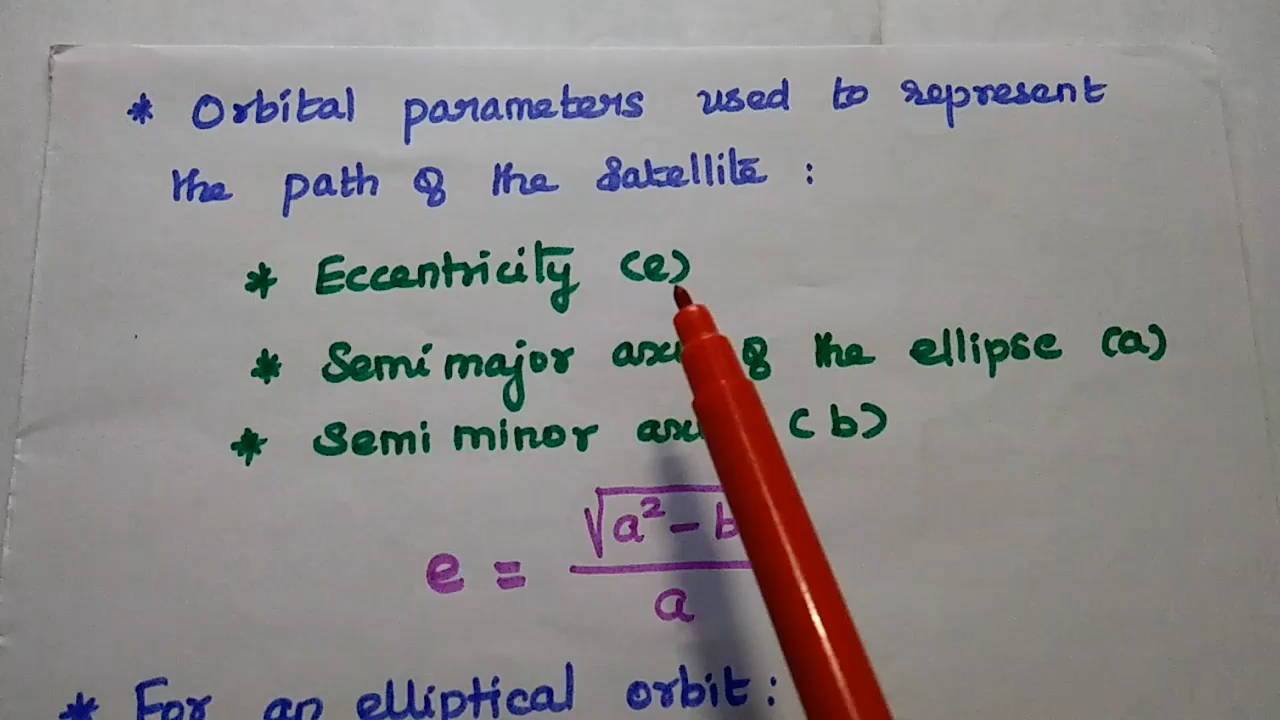 * Orbital parameters used to represent
the path of the satellite :
* Eccentricity (e)
* Semi major axis of the ellipse (a)
* Semi minor axis (b)
e = √a² - b
a
* For an elliptical orbit :